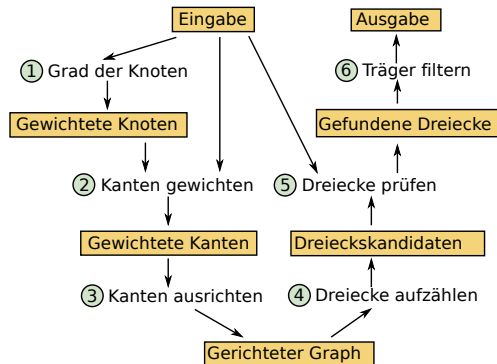 Eingabe
Ausgabe
1 Grad der Knoten
6 Träger filtern
Gewichtete Knoten
Gefundene Dreiecke
2 Kanten gewichten
5 Dreiecke prüfen
Gewichtete Kanten
Dreieckskandidaten
3 Kanten ausrichten
4 Dreiecke aufzählen
Gerichteter Graph